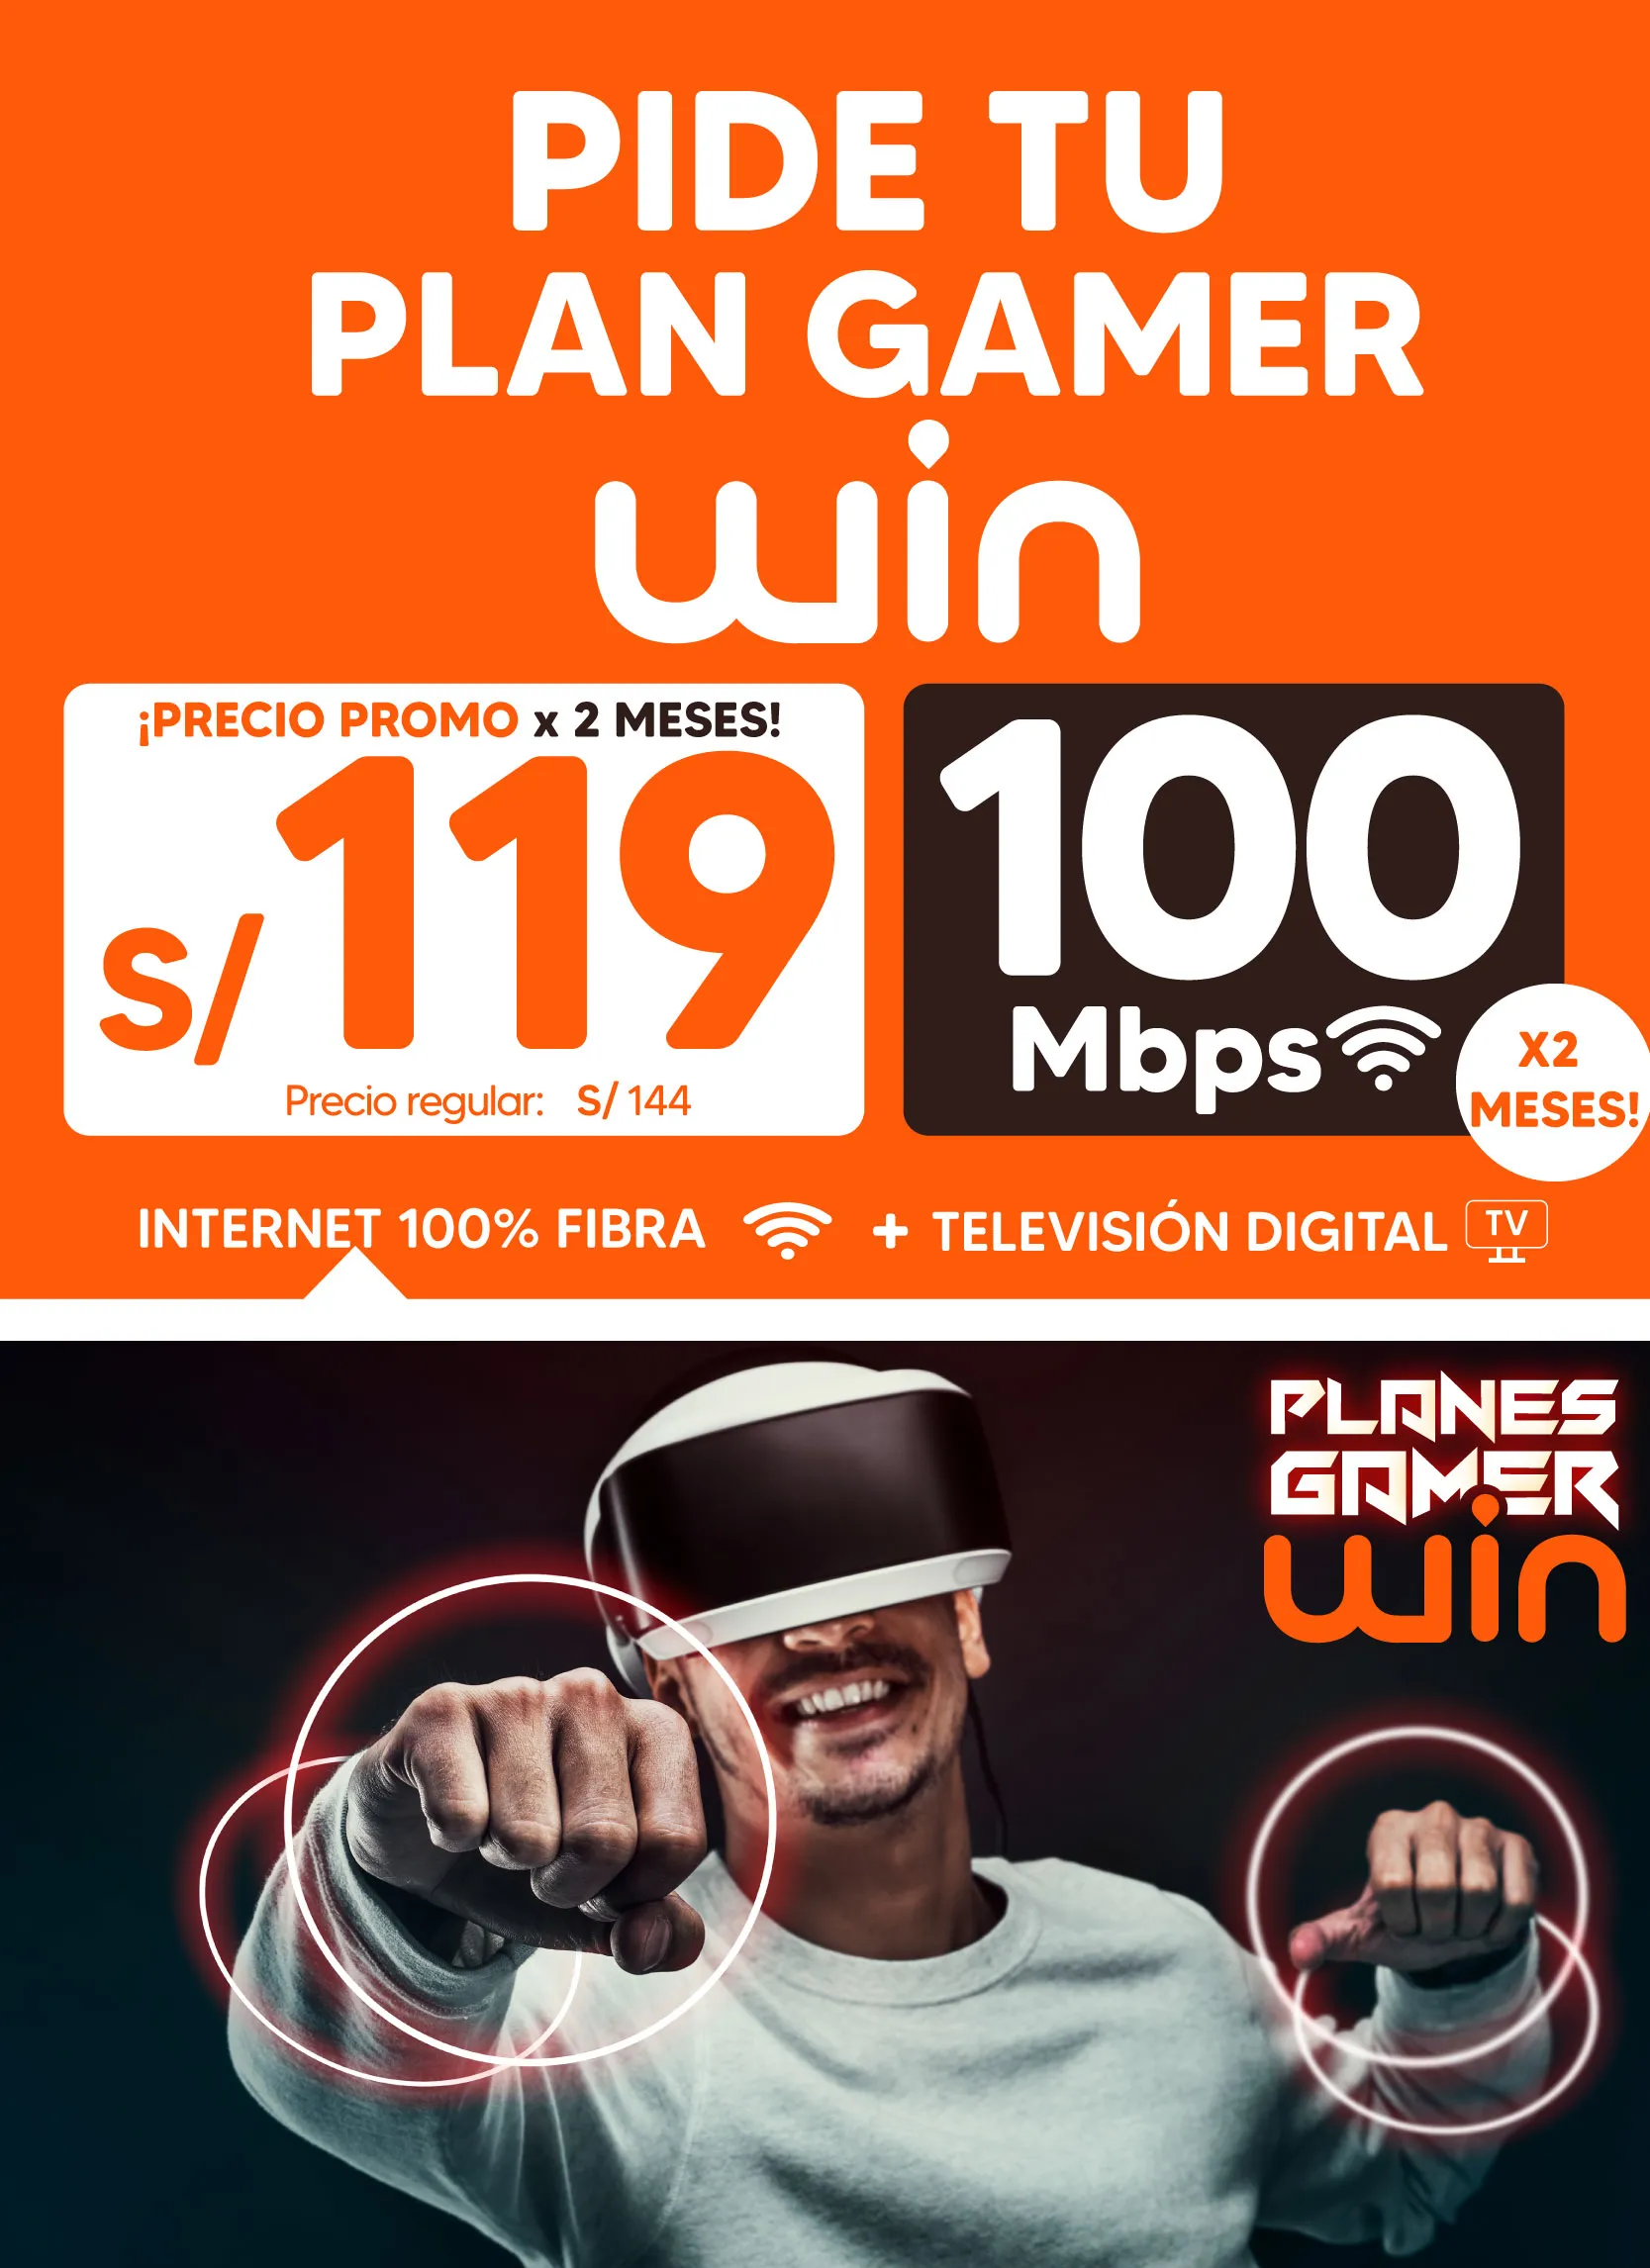 PIDE TU
PLAN GAMER
win
¡PRECIO PROMO x 2 MESES!
S/119
Precio regular: S/ 144
100
Mbps
X2
MESES!
INTERNET 100% FIBRA + TELEVISIÓN DIGITAL TV
PLANES
GAMER
win